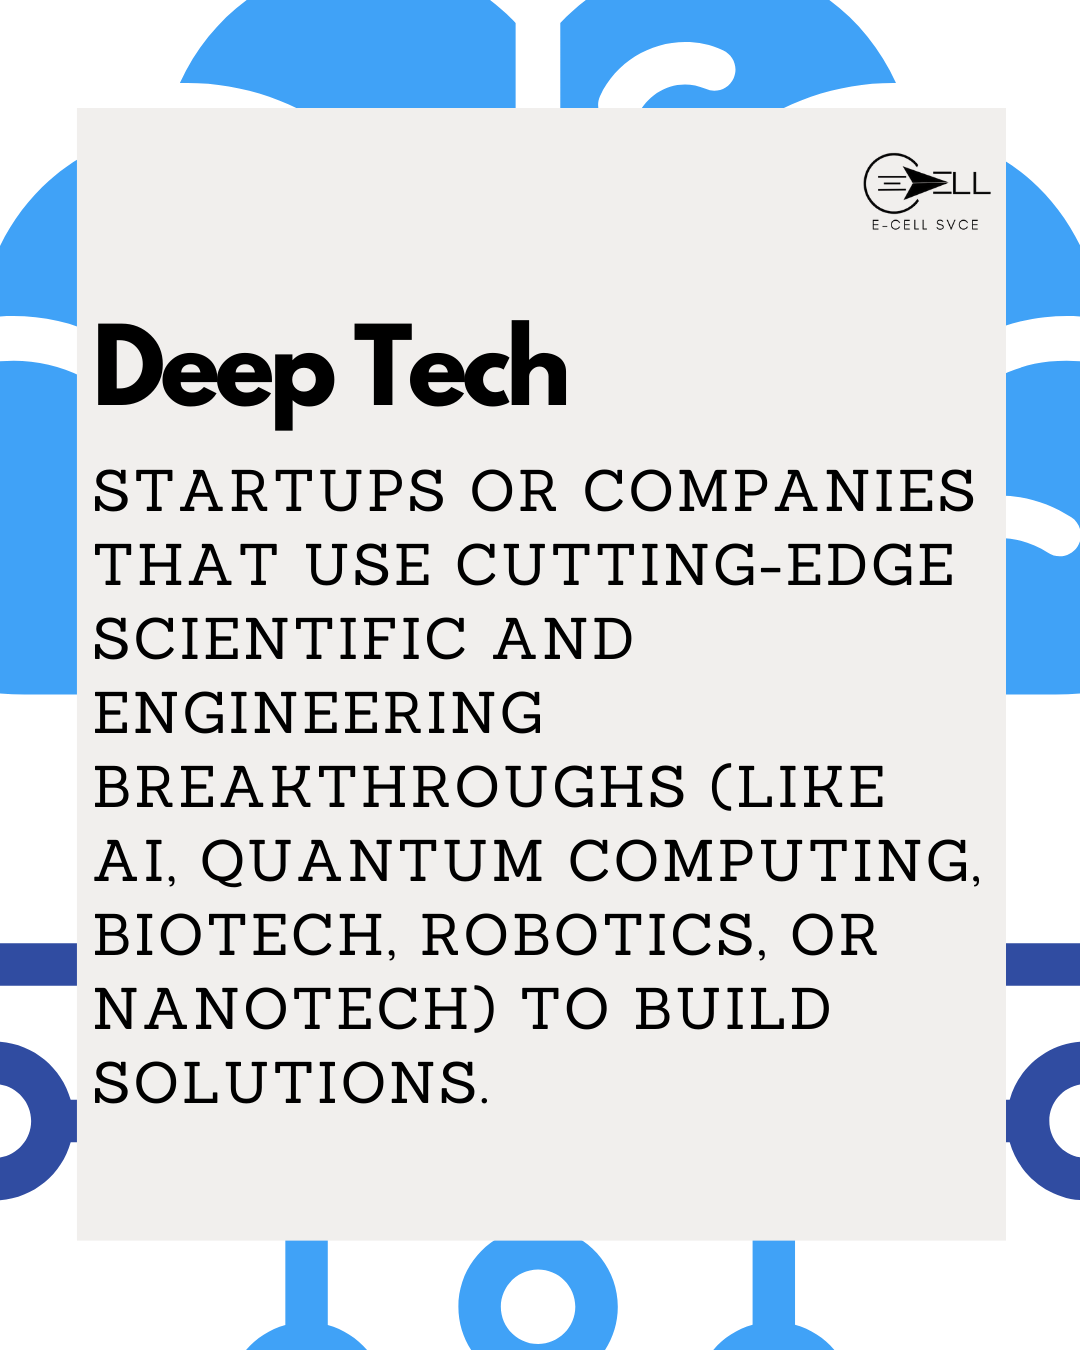 ELL
E-CELL SVCE
Deep Tech
STARTUPS OR COMPANIES
THAT USE CUTTING-EDGE
SCIENTIFIC AND
ENGINEERING
BREAKTHROUGHS (LIKE
AI, QUANTUM COMPUTING,
BIOTECH, ROBOTICS, OR
NANOTECH) TO BUILD
SOLUTIONS.